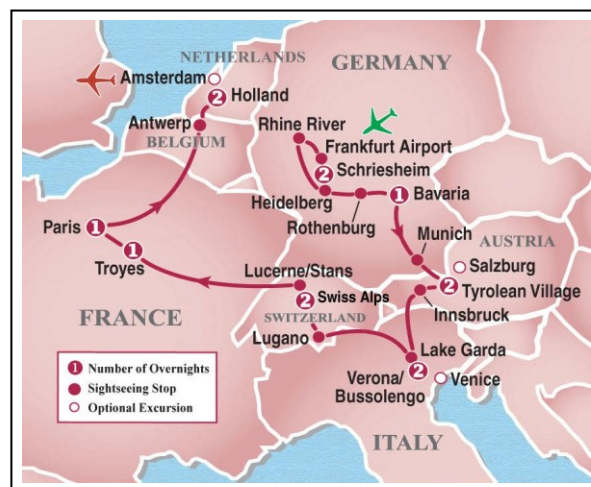 NETHERLANDS
Amsterdam
2
Holland
GERMANY
Antwerp
BELGIUM
Rhine River
Frankfurt Airport
2
Schriesheim
Heidelberg
1
Bavaria
Rothenburg
Paris
1
1
Troyes
Munich
AUSTRIA
Salzburg
2
Tyrolean Village
Innsbruck
Lucerne/Stans
2
Swiss Alps
SWITZERLAND
Lugano
FRANCE
Lake Garda
2
Verona/
Bussolengo
Venice
ITALY
1 Number of Overnights
Sightseeing Stop
Optional Excursion